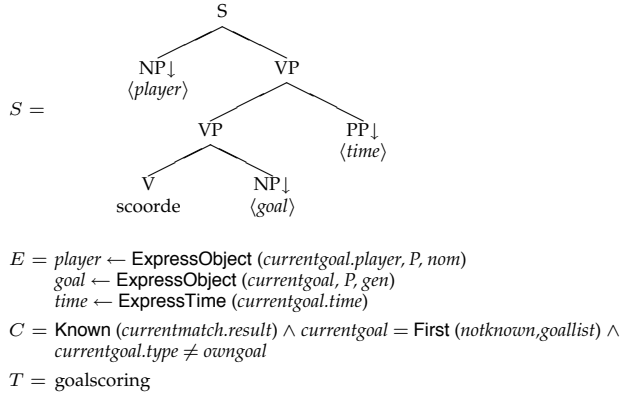 S
NP↓ VP
⟨player⟩
S =
VP PP↓
⟨time⟩
V NP↓
scoorde ⟨goal⟩
E = player ← ExpressObject (currentgoal.player, P, nom)
goal ← ExpressObject (currentgoal, P, gen)
time ← ExpressTime (currentgoal.time)
C = Known (currentmatch.result) ∧ currentgoal = First (notknown,goallist) ∧
currentgoal.type ≠ owngoal
T = goalscoring